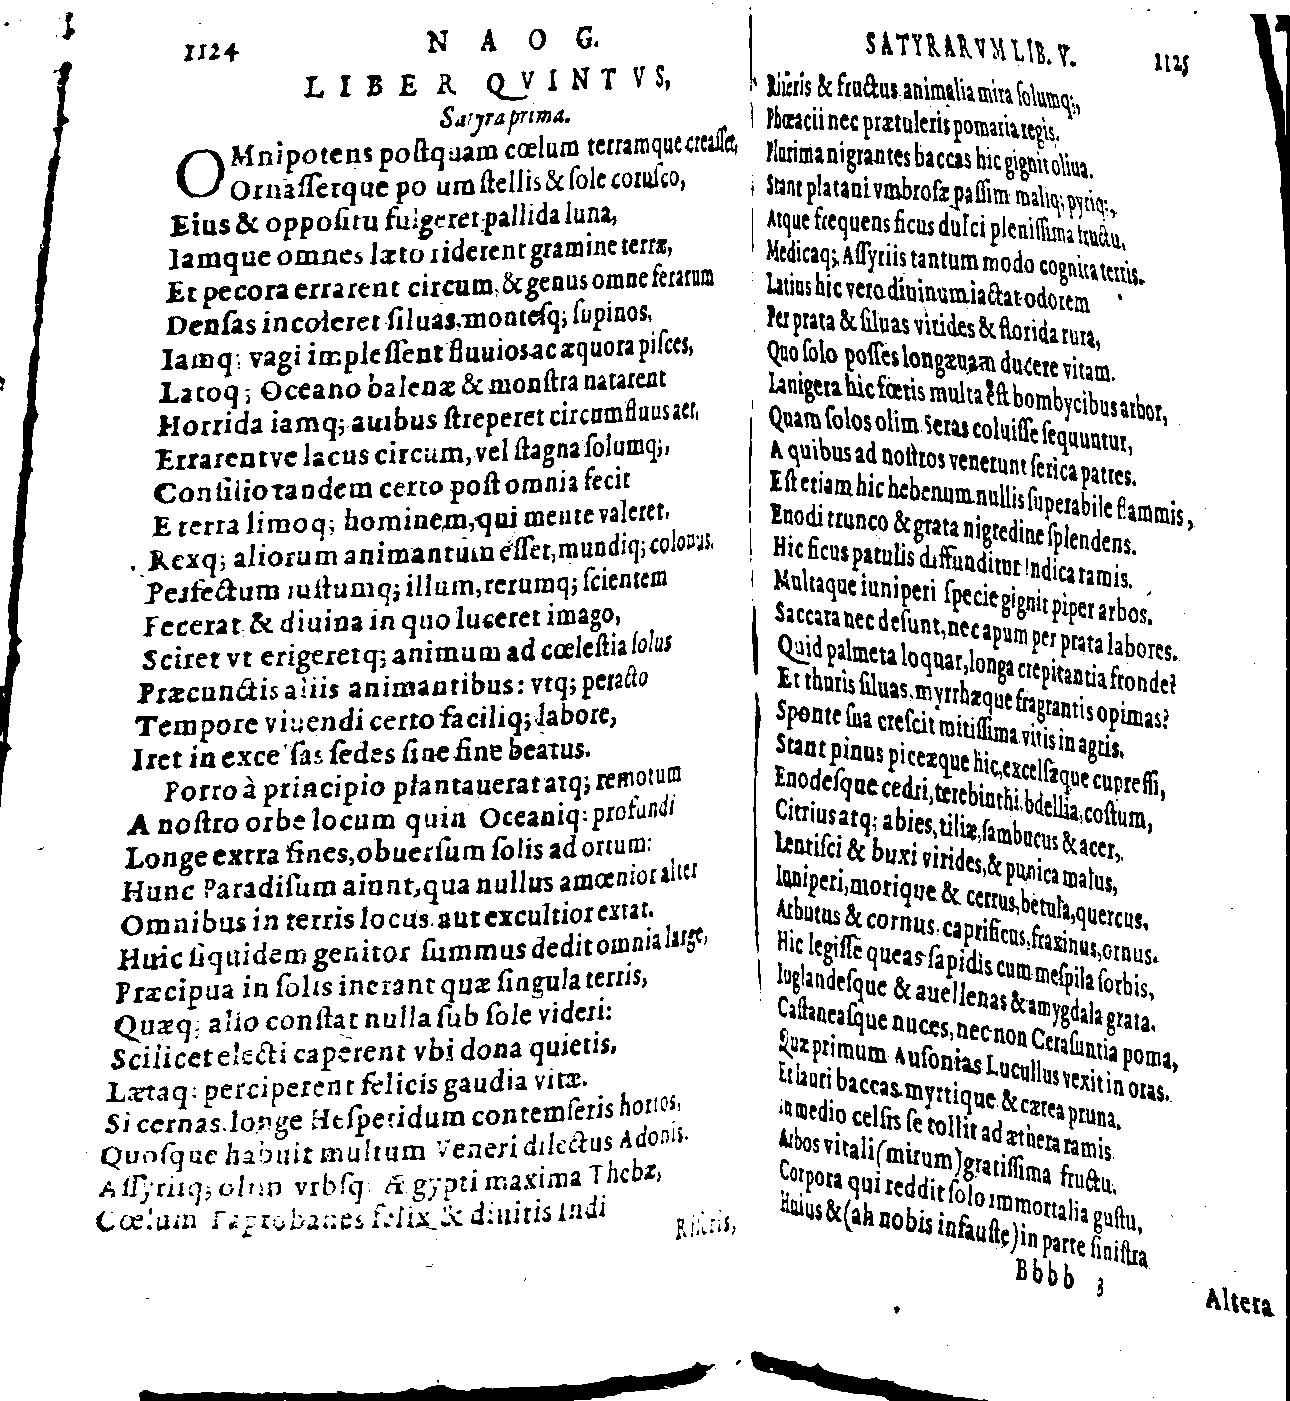 1124 NAOG.
LIBER QVINTVS,
Satyra prima.
OMnipotens postquam cœlum terramque creasset,
Ornasserque po um stellis & sole corusco,
Eius & oppositu fulgeret pallida luna,
Iamque omnes læto riderent gramine terræ,
Et pecora errarent circum, & genus omne ferarum
Densas incoleret siluas, montesq; supinos,
Iamq; vagi implessent fluuios ac æquora pisces,
Latoq; Oceano balenæ & monstra natarent
Horrida iamq; auibus streperet circumfluus aer,
Errarentve lacus circum, vel stagna solumq;,
Consilio tandem certo post omnia fecit
E terra limoq; hominem, qui mente valeret,
Rexq; aliorum animantum esset, mundiq; colonus.
Perfectum iustumq; illum, rerumq; scientem
Fecerat & diuina in quo luceret imago,
Sciret vt erigeretq; animum ad cœlestia solus
Præ cunctis aliis animantibus: vtq; peracto
Tempore viuendi certo faciliq; labore,
Iret in excelsas sedes sine fine beatus.
Porro à principio plantauerat atq; remotum
A nostro orbe locum quin Oceaniq: profundi
Longe extra fines, obuersum solis ad ortum:
Hunc Paradisum aiunt, qua nullus amœnior alter
Omnibus in terris locus aut excultior extat.
Huic siquidem genitor summus dedit omnia large,
Præcipua in solis inerant quæ singula terris,
Quæq; alio constat nulla sub sole videri:
Scilicet electi caperent vbi dona quietis,
Lætaq: perciperent felicis gaudia vitæ.
Si cernas, longe Hesperidum contemseris hortos,
Quosque habuit multum Veneri dilectus Adonis.
Assyriiq; olim vrbsq Ægypti maxima Thebæ,
Cœlum Taprobanes felix & diuitis Indi
Riseris,
SATYRARVM LIB. V. 1125
Riseris & fructus animalia mira solumq;,
Phœacii nec prætuleris pomaria regis.
Plurima nigrantes baccas hic gignit oliua.
Stant platani vmbrosæ passim maliq; pyriq:,
Atque frequens ficus dulci plenissima fructu,
Medicaq; Assyriis tantum modo cognita terris.
Latius hic vero diuinum iactat odorem
Per prata & siluas virides & florida rura,
Quo solo posses longæuam ducere vitam.
Lanigera hic fœtis multa est bombycibus arbor,
Quam solos olim Seras coluisse sequuntur,
A quibus ad nostros venerunt serica patres.
Est etiam hic hebenum nullis superabile flammis,
Enodi trunco & grata nigredine splendens.
Hic ficus patulis diffunditur Indica ramis.
Multaque iuniperi specie gignit piper arbos.
Saccara nec desunt, nec apum per prata labores.
Quid palmeta loquar, longa crepitantia fronde?
Et thuris siluas, myrrhæque fragrantis opimas?
Sponte sua crescit mitissima vitis in agris.
Stant pinus piceæque hic, excelsæque cupressi,
Enodesque cedri, terebinthi, bdellia, costum,
Citrius atq; abies, tiliæ, sambucus & acer,
Lentisci & buxi virides, & punica malus,
Iuniperi, morique & cerrus, betula, quercus.
Arbutus & cornus, caprificus, fraxinus, ornus.
Hic legisse queas sapidis cum mespila sorbis,
Iuglandesque & auellenas & amygdala grata.
Castaneasque nuces, nec non Cerasuntia poma,
Quæ primum Ausonias Lucullus vexit in oras.
Et lauri baccas myrtique & cærea pruna.
In medio celsis se tollit ad æthera ramis
Arbos vitali (mirum) gratissima fructu.
Corpora qui reddit solo immortalia gustu,
Huius & (ah nobis infauste) in parte sinistra
Bbbb 3
Altera